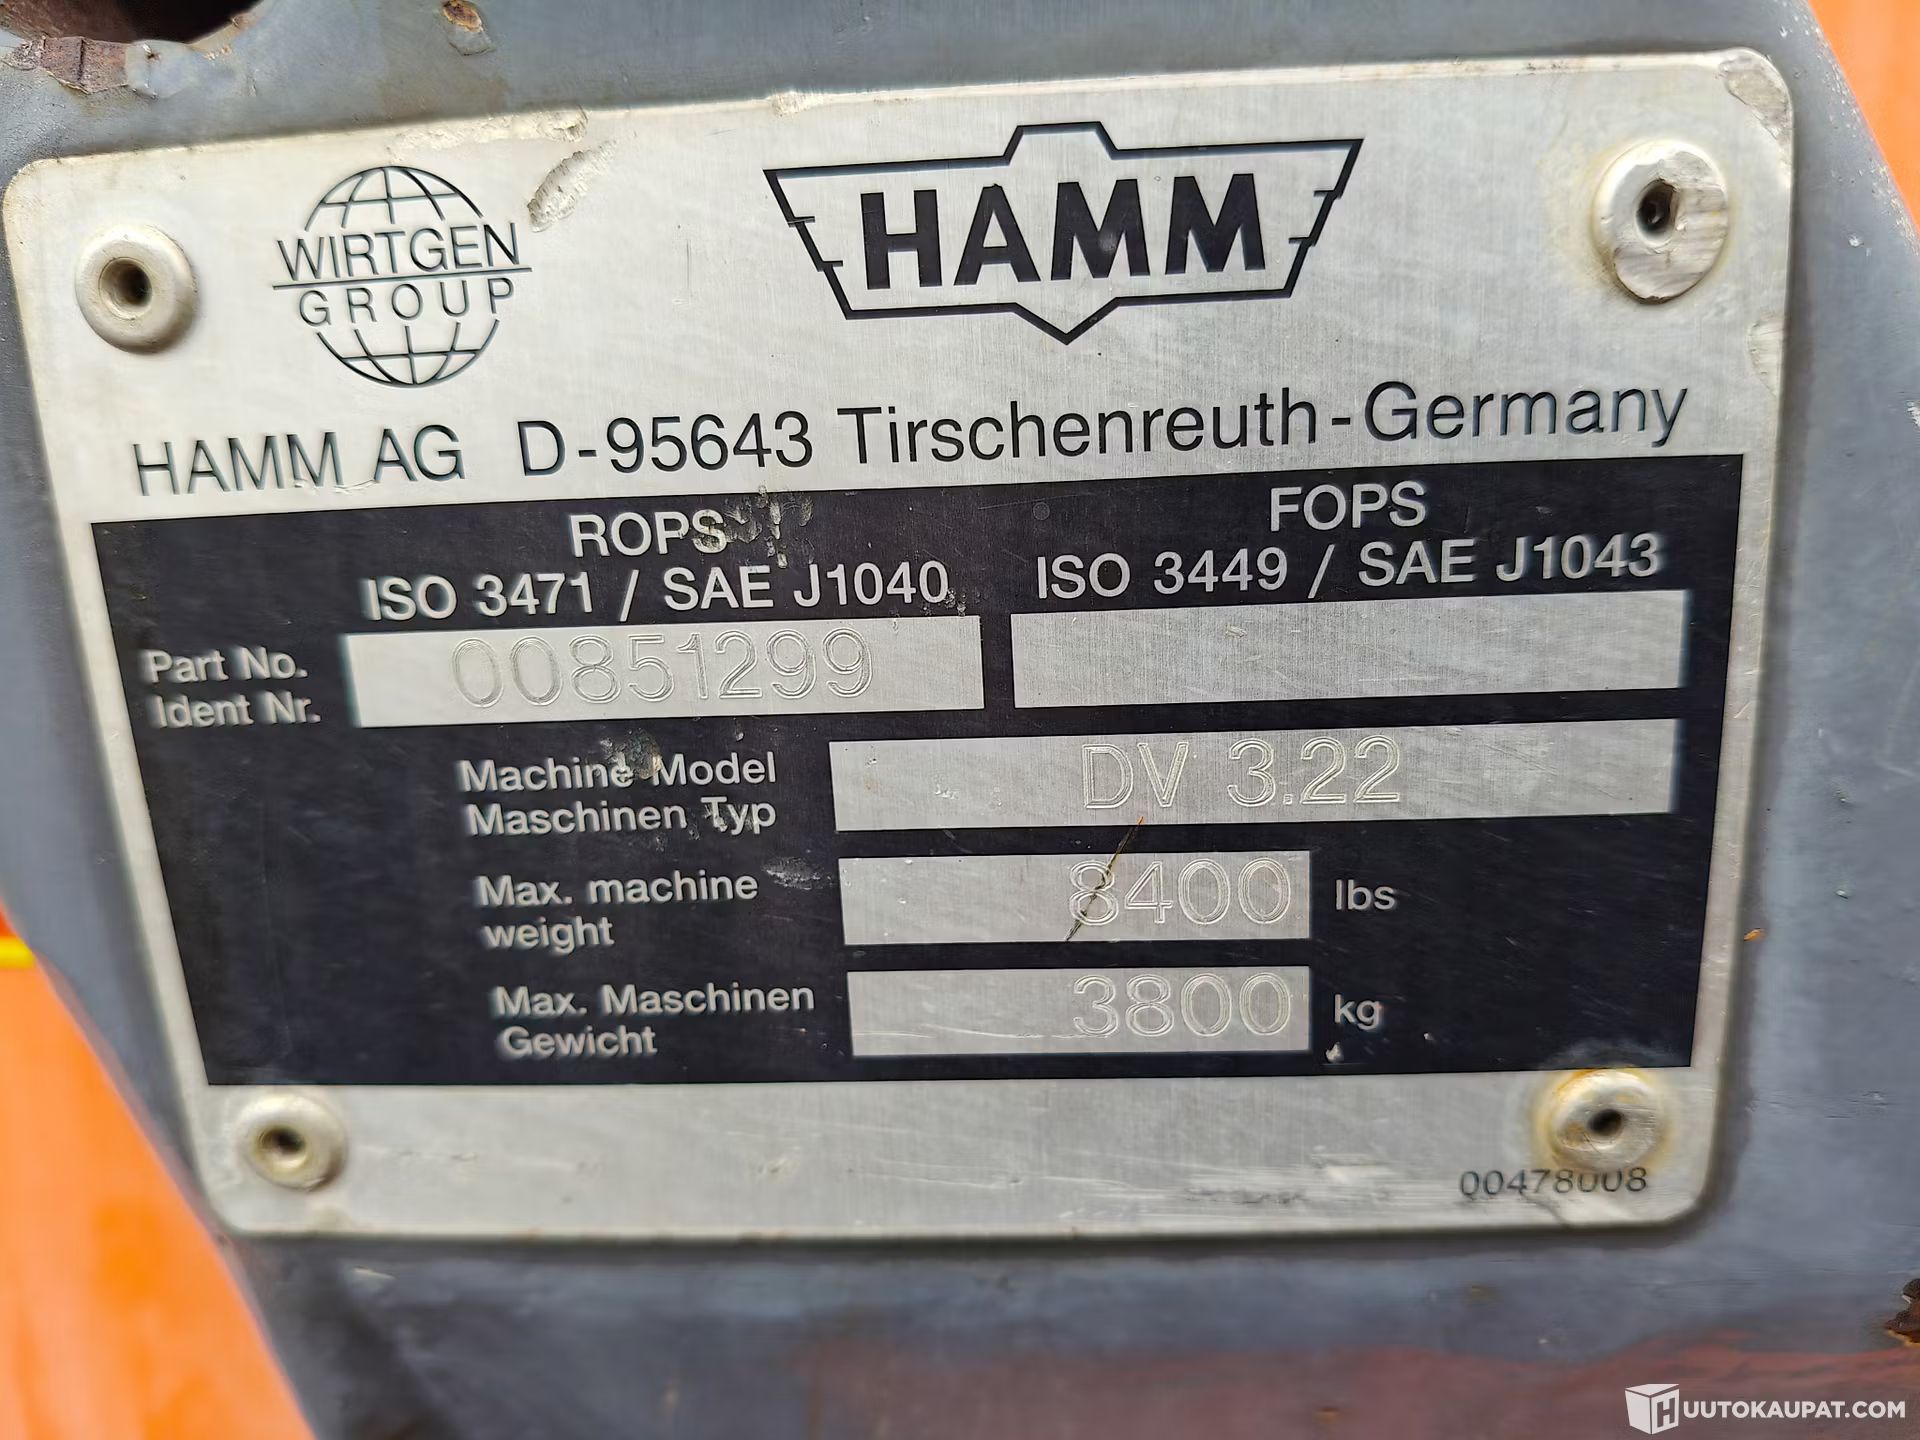 WIRTGEN
GROUP
HAMM
HAMM AG D-95643 Tirschenreuth-Germany
ROPS
ISO 3471 / SAE J1040
FOPS
ISO 3449 / SAE J1043
Part No.
Ident Nr.
00851299
Machine Model
Maschinen Typ
DV 3.22
Max. machine
weight
8400 lbs
Max. Maschinen
Gewicht
3800 kg
00478008
HUUTOKAUPAT.COM